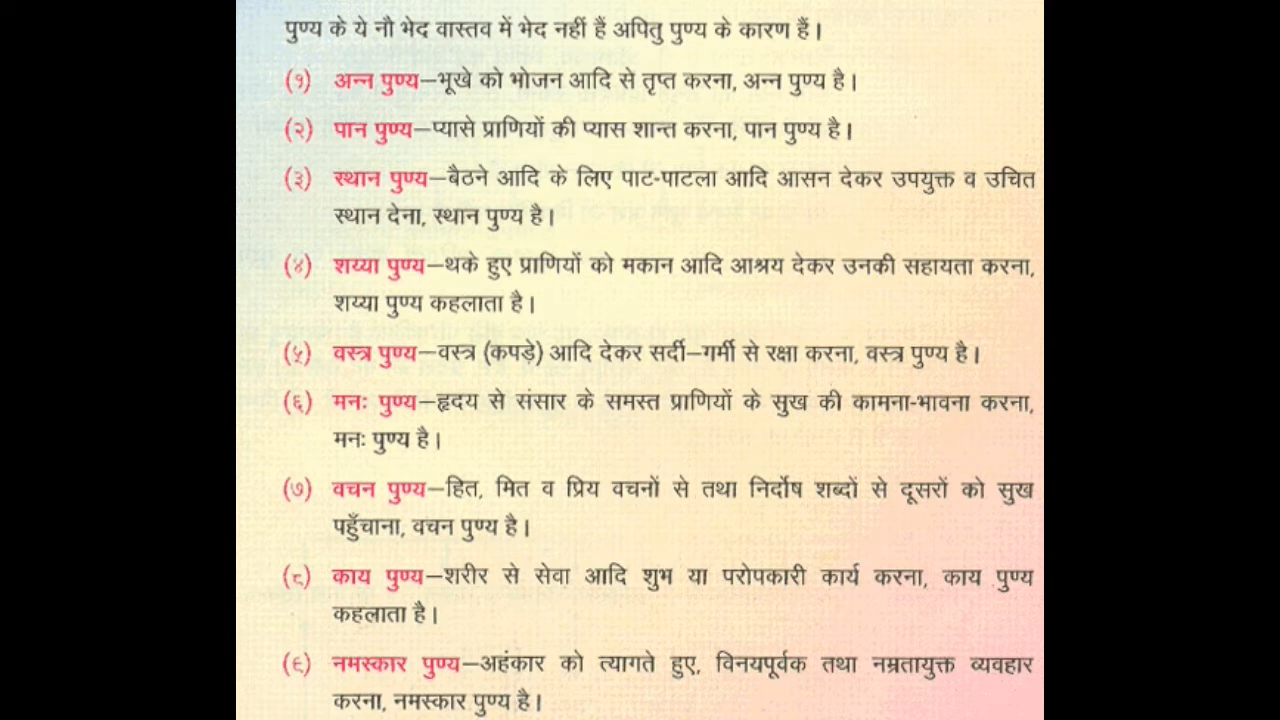 पुण्य के ये नौ भेद वास्तव में भेद नहीं हैं अपितु पुण्य के कारण हैं।
(१) अन्न पुण्य—भूखे को भोजन आदि से तृप्त करना, अन्न पुण्य है।
(२) पान पुण्य—प्यासे प्राणियों की प्यास शान्त करना, पान पुण्य है।
(३) स्थान पुण्य—बैठने आदि के लिए पाट-पाटला आदि आसन देकर उपयुक्त व उचित
स्थान देना, स्थान पुण्य है।
(४) शय्या पुण्य—थके हुए प्राणियों को मकान आदि आश्रय देकर उनकी सहायता करना,
शय्या पुण्य कहलाता है।
(५) वस्त्र पुण्य—वस्त्र (कपड़े) आदि देकर सर्दी—गर्मी से रक्षा करना, वस्त्र पुण्य है।
(६) मनः पुण्य—हृदय से संसार के समस्त प्राणियों के सुख की कामना-भावना करना,
मनः पुण्य है।
(७) वचन पुण्य—हित, मित व प्रिय वचनों से तथा निर्दोष शब्दों से दूसरों को सुख
पहुँचाना, वचन पुण्य है।
(८) काय पुण्य—शरीर से सेवा आदि शुभ या परोपकारी कार्य करना, काय पुण्य
कहलाता है।
(९) नमस्कार पुण्य—अहंकार को त्यागते हुए, विनयपूर्वक तथा नम्रतायुक्त व्यवहार
करना, नमस्कार पुण्य है।